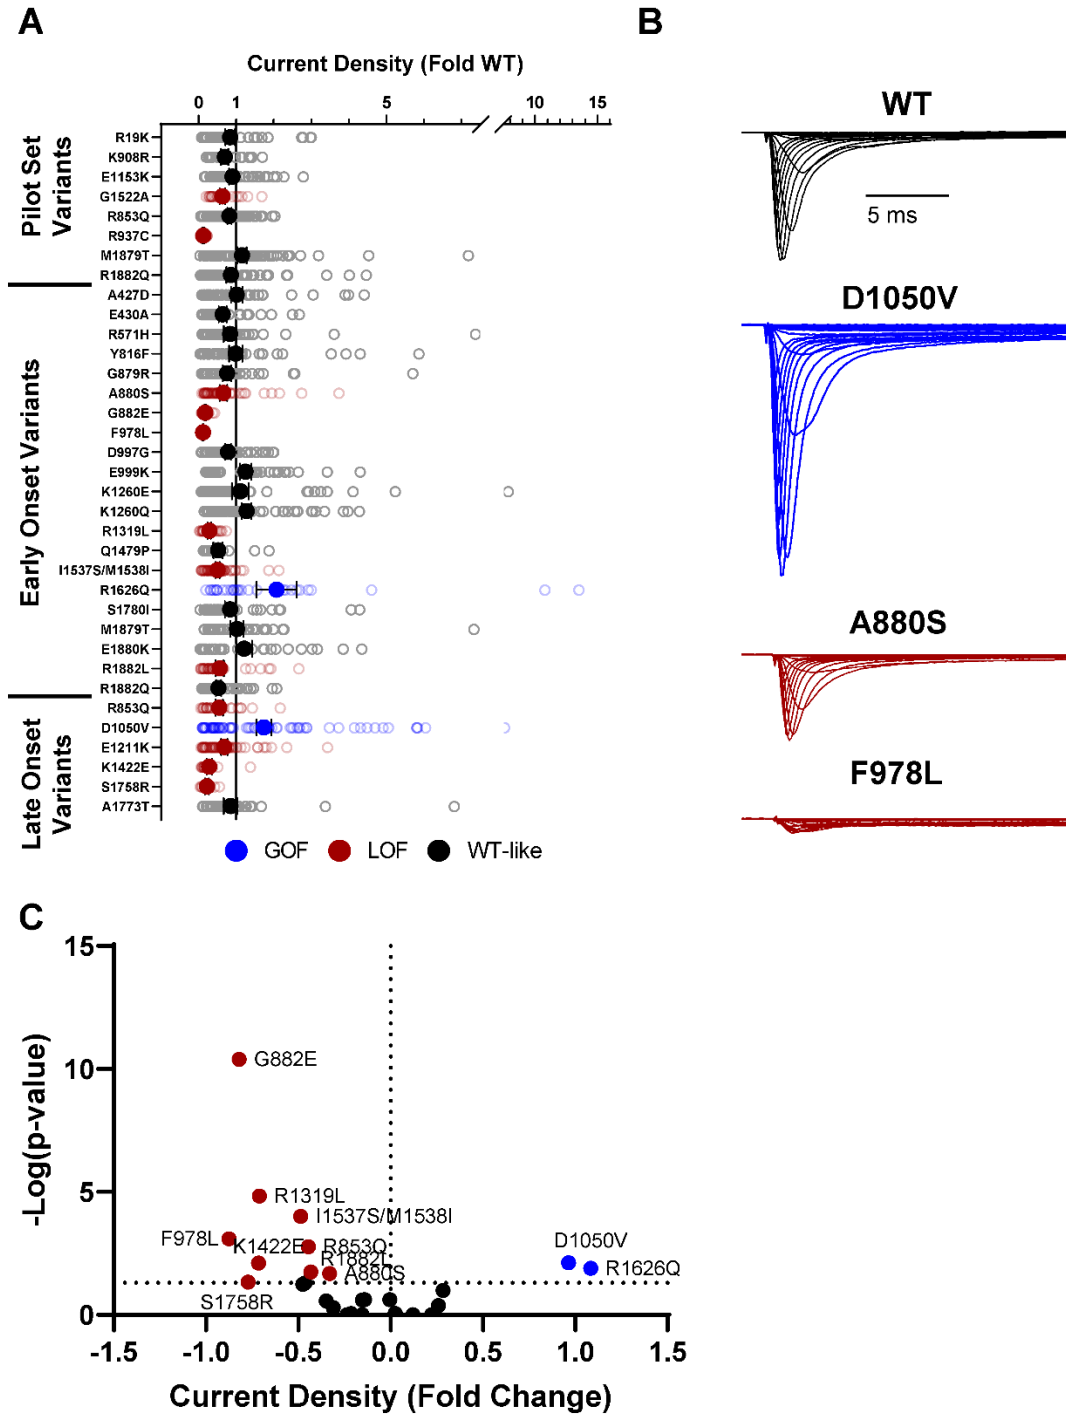 A
Current Density (Fold WT)
0 1 5 10 15
Pilot Set
Variants
R19K
K908R
E1153K
G1522A
R853Q
R937C
M1879T
R1882Q
Early Onset Variants
A427D
E430A
R571H
Y816F
G879R
A880S
G882E
F978L
D997G
E999K
K1260E
K1260Q
R1319L
Q1479P
I1537S/M1538I
R1626Q
S1780I
M1879T
E1880K
R1882L
R1882Q
Late Onset
Variants
R853Q
D1050V
E1211K
K1422E
S1758R
A1773T
GOF LOF WT-like
B
WT
5 ms
D1050V
A880S
F978L
C
-Log(p-value)
15
10
5
0
G882E
R1319L
I1537S/M1538I
F978L
K1422E
R853Q
R1882L
A880S
S1758R
D1050V
R1626Q
-1.5 -1.0 -0.5 0.0 0.5 1.0 1.5
Current Density (Fold Change)